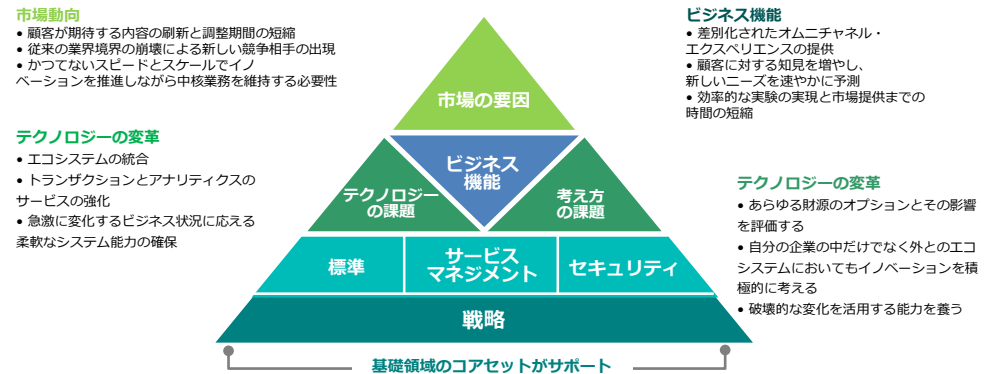 市場動向
• 顧客が期待する内容の刷新と調整期間の短縮
• 従来の業界境界の崩壊による新しい競争相手の出現
• かつてないスピードとスケールでイノ
ベーションを推進しながら中核業務を維持する必要性
ビジネス機能
• 差別化されたオムニチャネル・
エクスペリエンスの提供
• 顧客に対する知見を増やし、
新しいニーズを速やかに予測
• 効率的な実験の実現と市場提供までの
時間の短縮
市場の要因
テクノロジーの変革
• エコシステムの統合
• トランザクションとアナリティクスの
サービスの強化
• 急激に変化するビジネス状況に応える
柔軟なシステム能力の確保
ビジネス
機能
テクノロジー
の課題
考え方
の課題
テクノロジーの変革
• あらゆる財源のオプションとその影響
を評価する
• 自分の企業の中だけでなく外とのエコ
システムにおいてもイノベーションを積
極的に考える
• 破壊的な変化を活用する能力を養う
標準
サービス
マネジメント
セキュリティ
戦略
基礎領域のコアセットがサポート